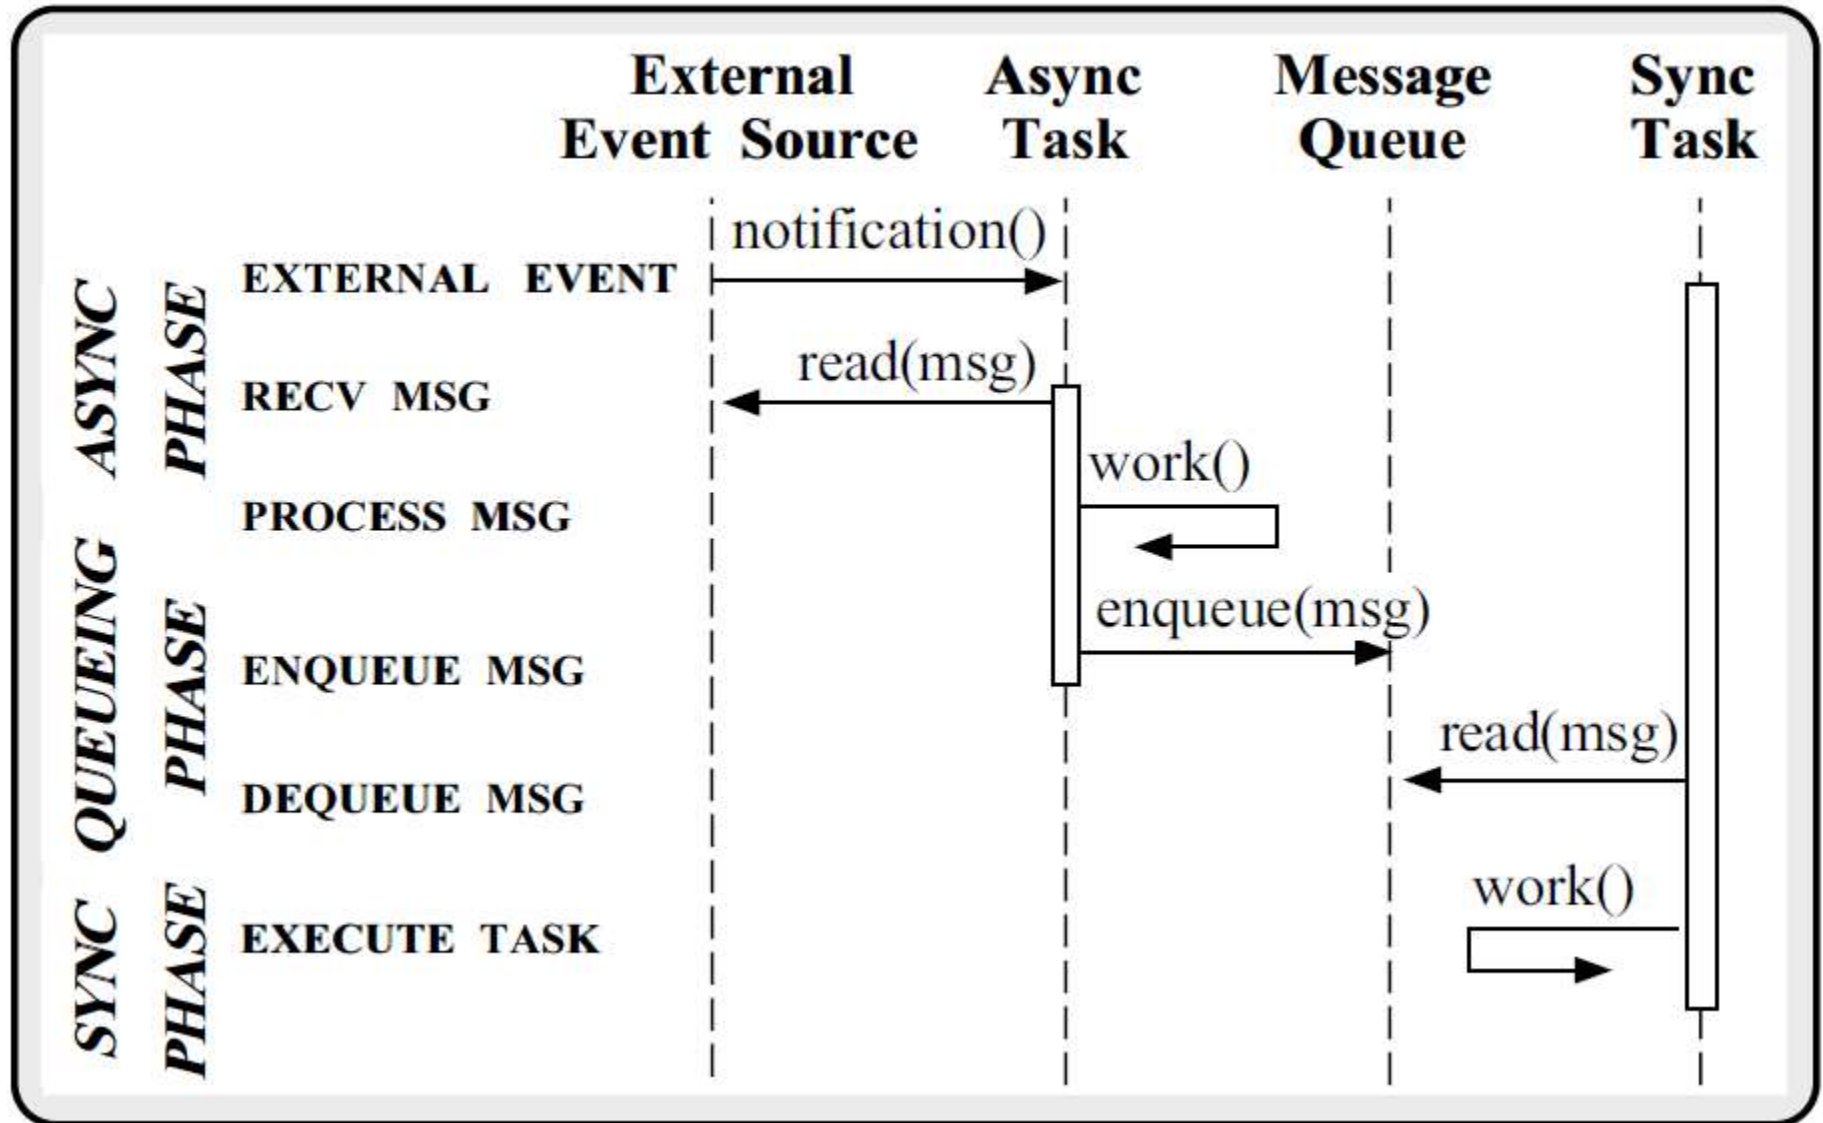 External Event Source
Async Task
Message Queue
Sync Task
ASYNC PHASE
notification()
EXTERNAL EVENT
read(msg)
RECV MSG
work()
PROCESS MSG
QUEUEING PHASE
enqueue(msg)
ENQUEUE MSG
read(msg)
DEQUEUE MSG
SYNC PHASE
work()
EXECUTE TASK